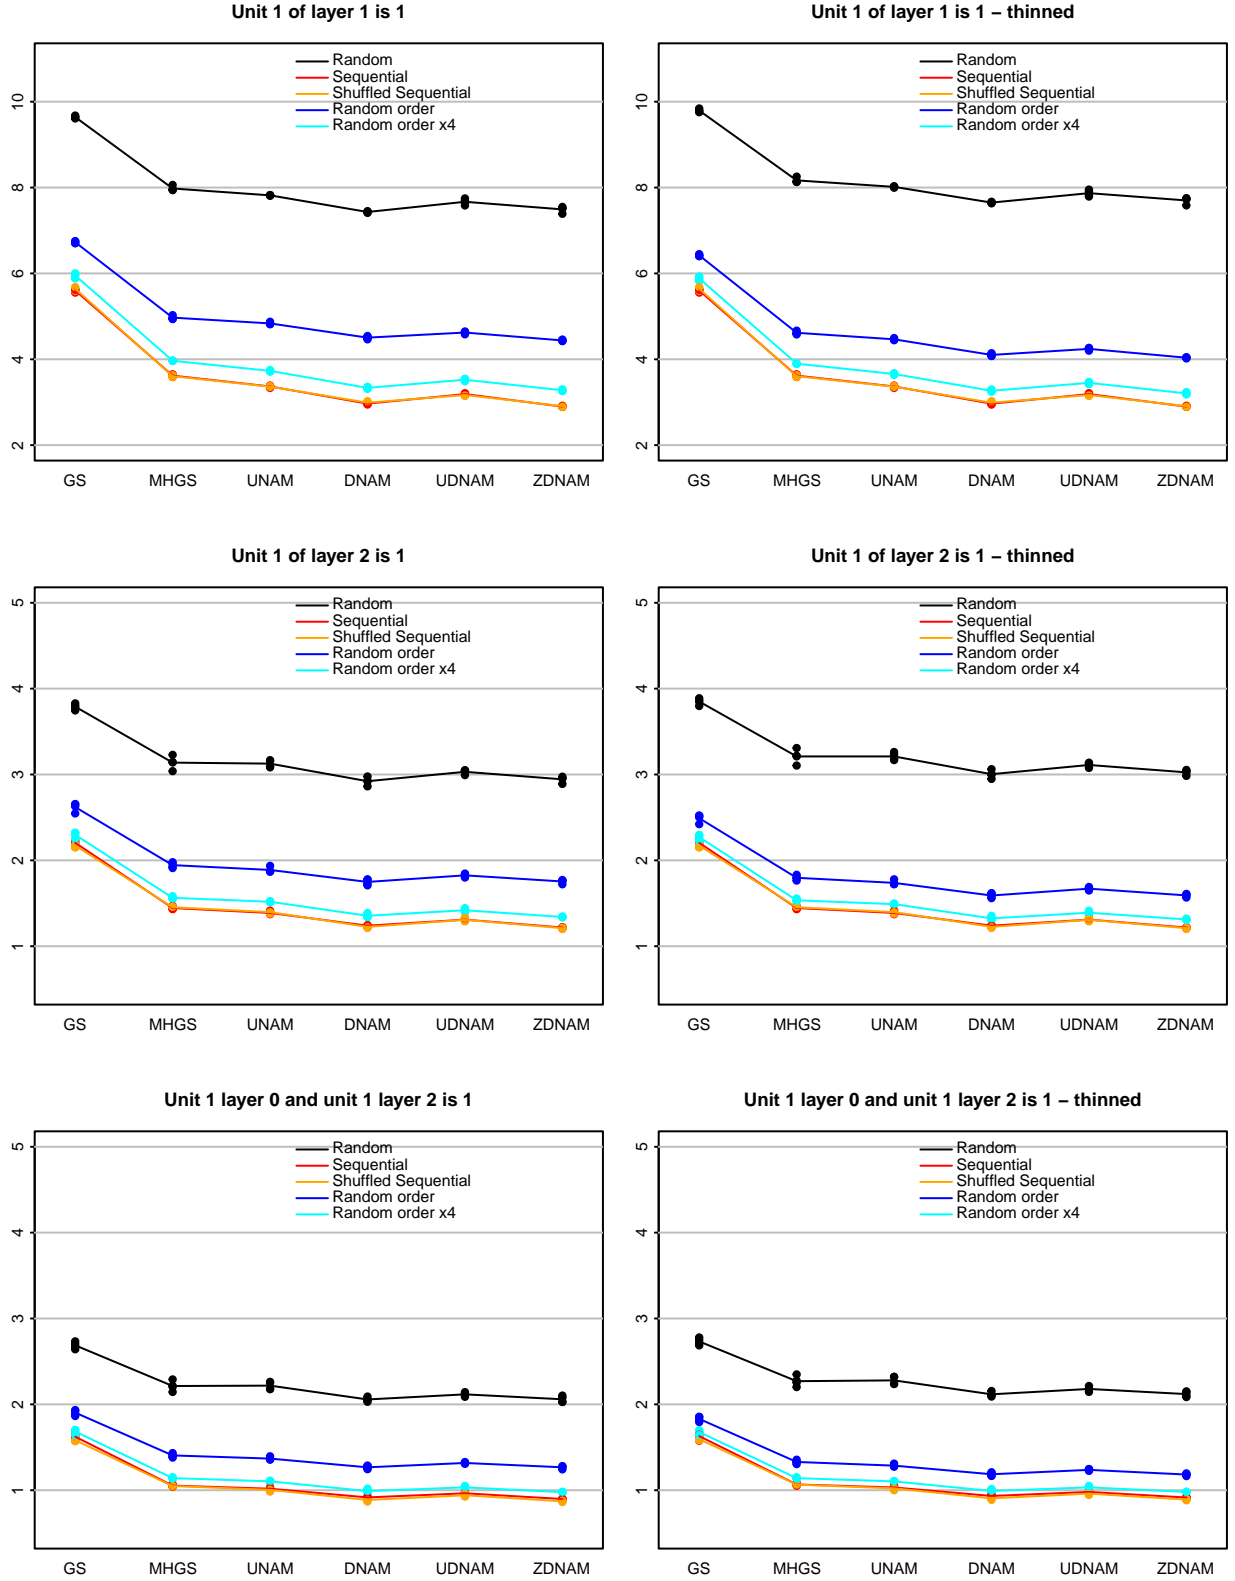 Unit 1 of layer 1 is 1
Random
Sequential
Shuffled Sequential
Random order
Random order x4
10
8
6
4
2
GS MHGS UNAM DNAM UDNAM ZDNAM
Unit 1 of layer 1 is 1 – thinned
Random
Sequential
Shuffled Sequential
Random order
Random order x4
10
8
6
4
2
GS MHGS UNAM DNAM UDNAM ZDNAM
Unit 1 of layer 2 is 1
Random
Sequential
Shuffled Sequential
Random order
Random order x4
5
4
3
2
1
GS MHGS UNAM DNAM UDNAM ZDNAM
Unit 1 of layer 2 is 1 – thinned
Random
Sequential
Shuffled Sequential
Random order
Random order x4
5
4
3
2
1
GS MHGS UNAM DNAM UDNAM ZDNAM
Unit 1 layer 0 and unit 1 layer 2 is 1
Random
Sequential
Shuffled Sequential
Random order
Random order x4
5
4
3
2
1
GS MHGS UNAM DNAM UDNAM ZDNAM
Unit 1 layer 0 and unit 1 layer 2 is 1 – thinned
Random
Sequential
Shuffled Sequential
Random order
Random order x4
5
4
3
2
1
GS MHGS UNAM DNAM UDNAM ZDNAM